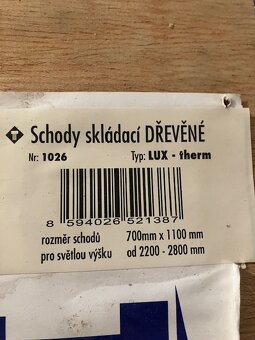 Schody skládací DŘEVĚNÉ
Nr: 1026 Typ: LUX - therm
8 594026 521387
rozměr schodů 700mm x 1100 mm
pro světlou výšku od 2200 - 2800 mm